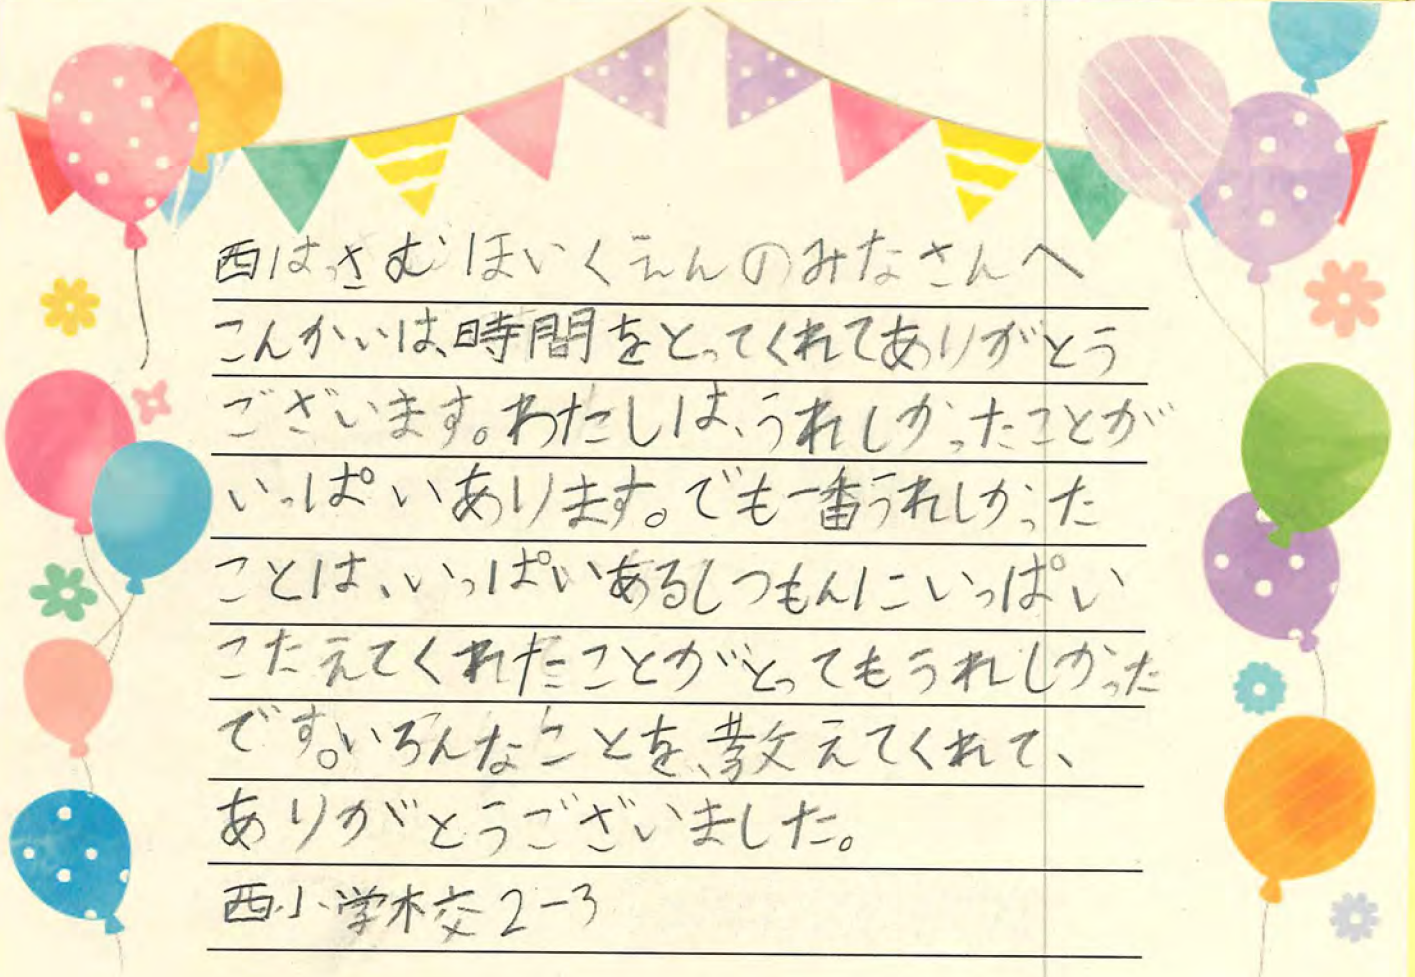 西はっさむほいくえんのみなさんへ
こんかいは、時間をとってくれてありがとう
ございます。わたしは、うれしかったことが
いっぱいあります。でも一番うれしかった
ことは、いっぱいあるしつもんにいっぱい
こたえてくれたことがとってもうれしかった
です。いろんなことを、教えてくれて、
ありがとうございました。
西小学校2-3